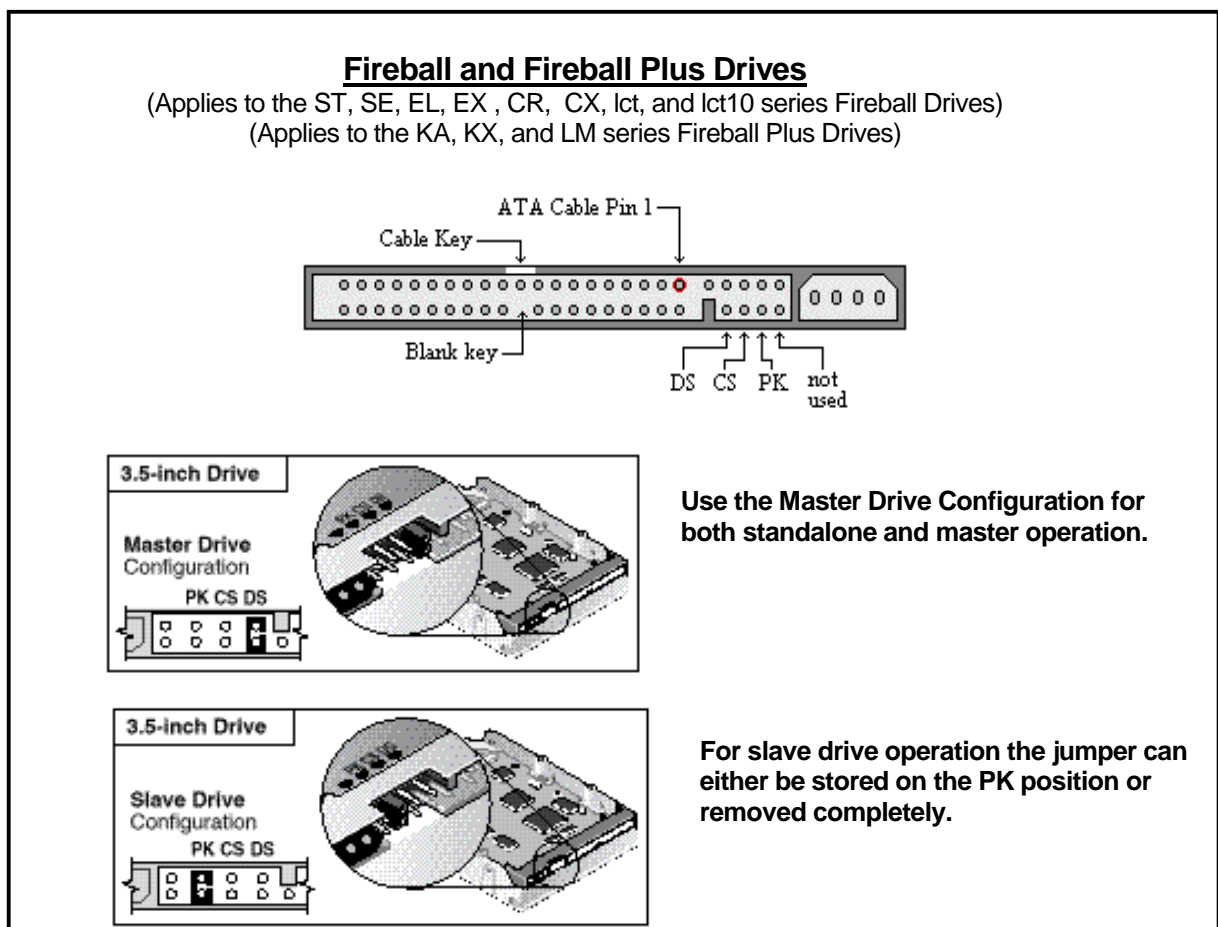 Fireball and Fireball Plus Drives
(Applies to the ST, SE, EL, EX , CR, CX, lct, and lct10 series Fireball Drives)
(Applies to the KA, KX, and LM series Fireball Plus Drives)
ATA Cable Pin 1
Cable Key
Blank key
DS CS PK not
used
3.5-inch Drive
Master Drive
Configuration
PK CS DS
Use the Master Drive Configuration for
both standalone and master operation.
3.5-inch Drive
Slave Drive
Configuration
PK CS DS
For slave drive operation the jumper can
either be stored on the PK position or
removed completely.